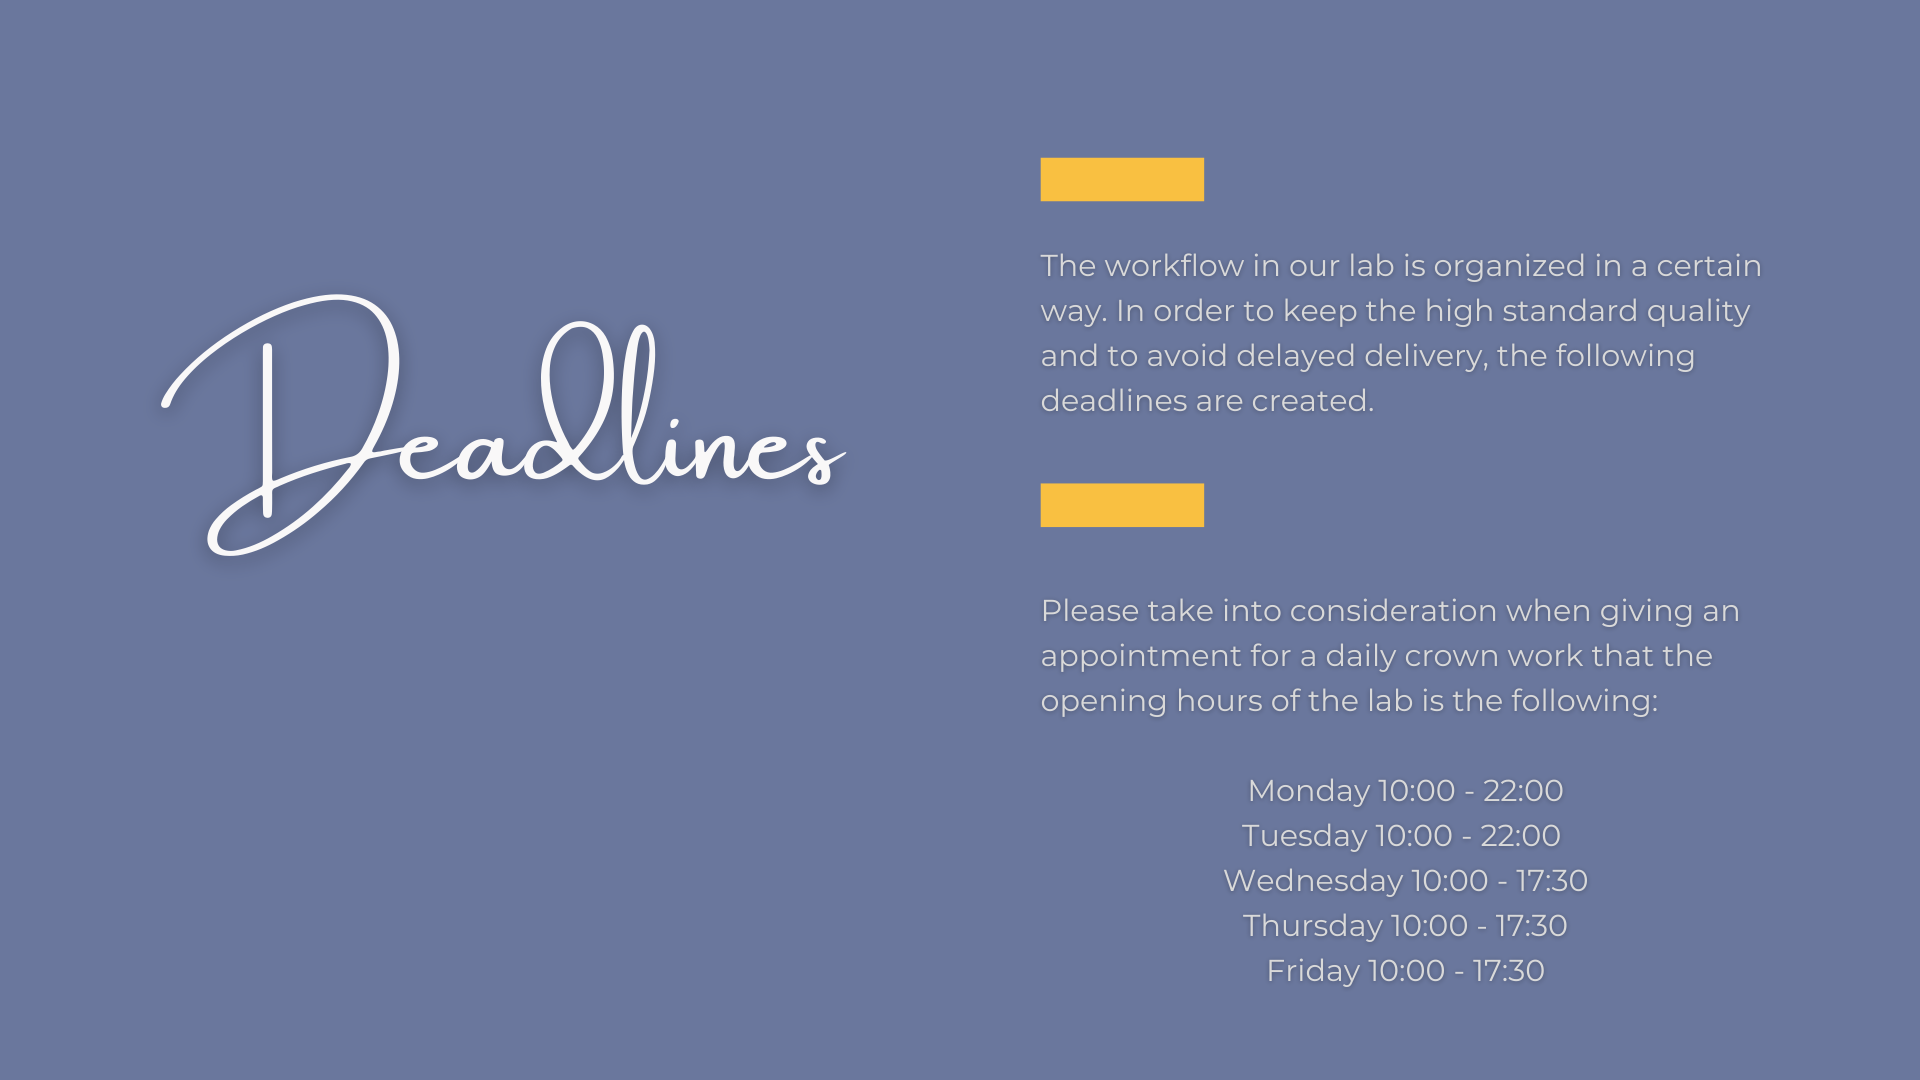 Deadlines
The workflow in our lab is organized in a certain
way. In order to keep the high standard quality
and to avoid delayed delivery, the following
deadlines are created.
Please take into consideration when giving an
appointment for a daily crown work that the
opening hours of the lab is the following:
Monday 10:00 - 22:00
Tuesday 10:00 - 22:00
Wednesday 10:00 - 17:30
Thursday 10:00 - 17:30
Friday 10:00 - 17:30